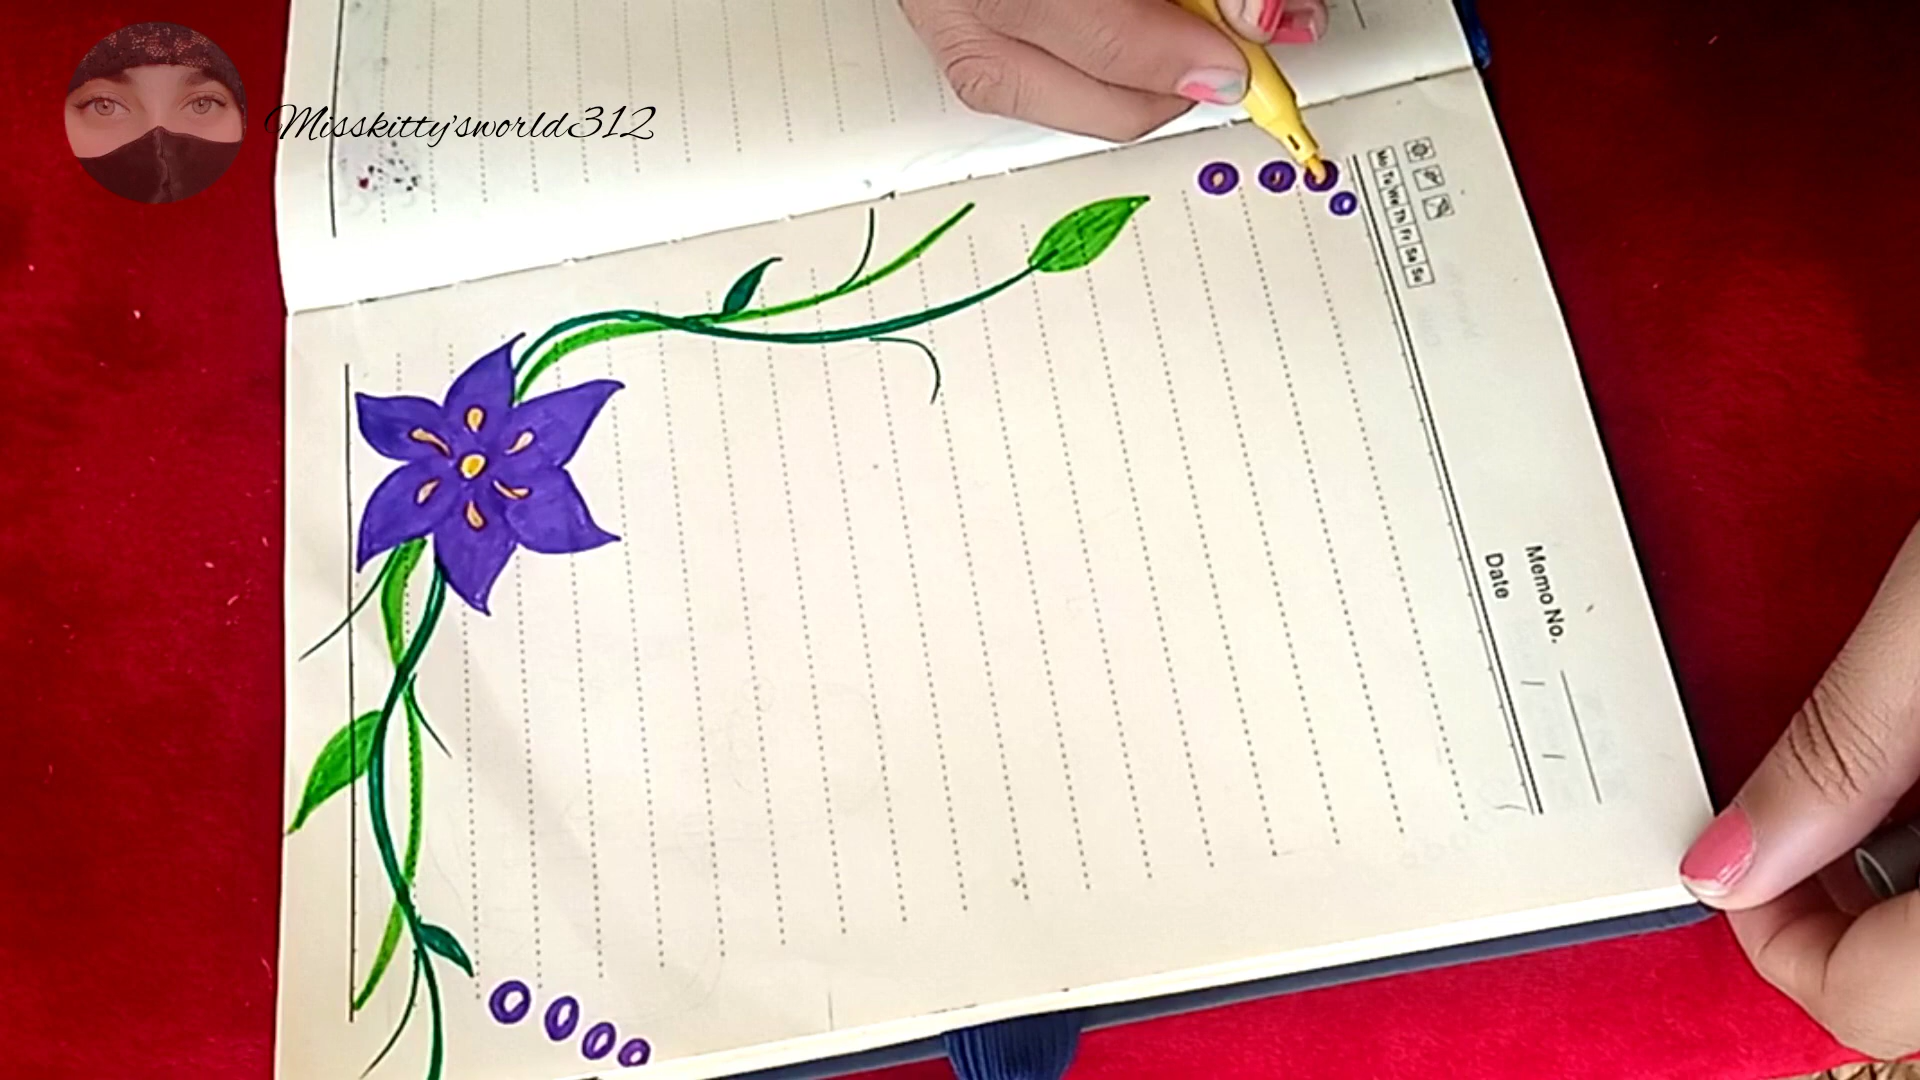 Misskitty'sworld312
Mo Tu We Th Fr Sa Su
Memo No.
Date / /